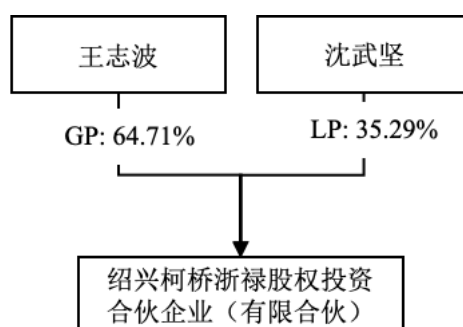 王志波
沈武坚
GP: 64.71%
LP: 35.29%
绍兴柯桥浙禄股权投资
合伙企业（有限合伙）